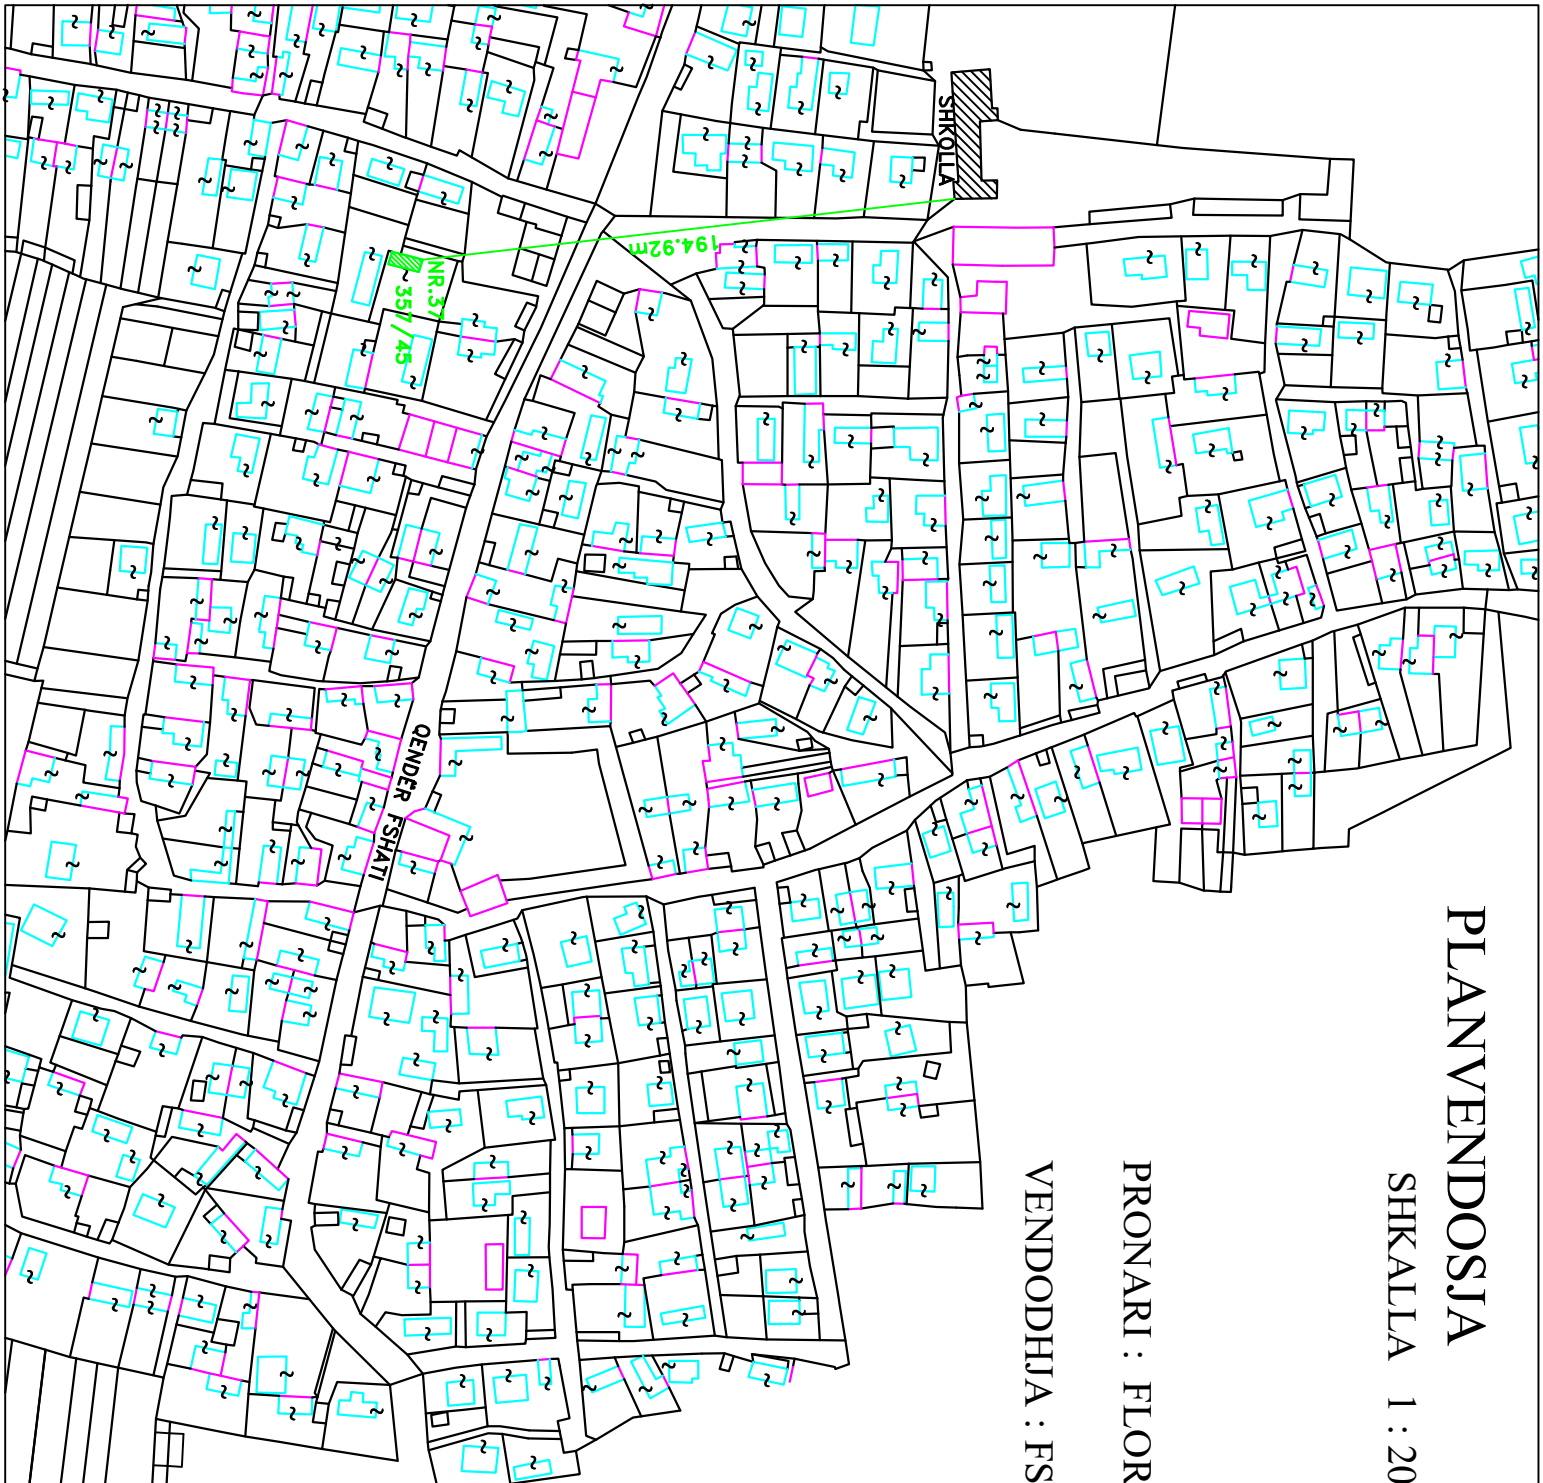 PLANVENDOSJA
SHKALLA 1 : 20
PRONARI : FLOR
VENDODHJA : FS
SHKOLLA
194.92m
NR.37
357 / 45
QENDËR FSHATI